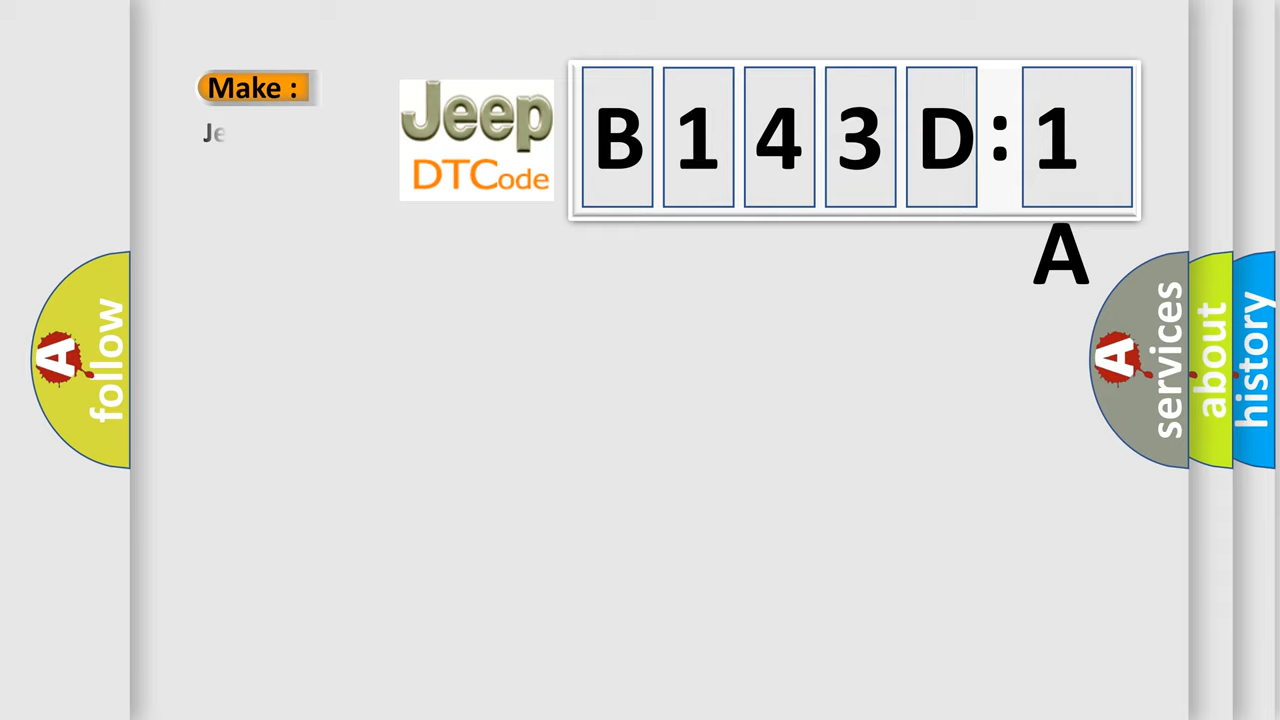 Make :
Je
Jeep
DTCode
B 1 4 3 D : 1
A
A follow
A services
about
history